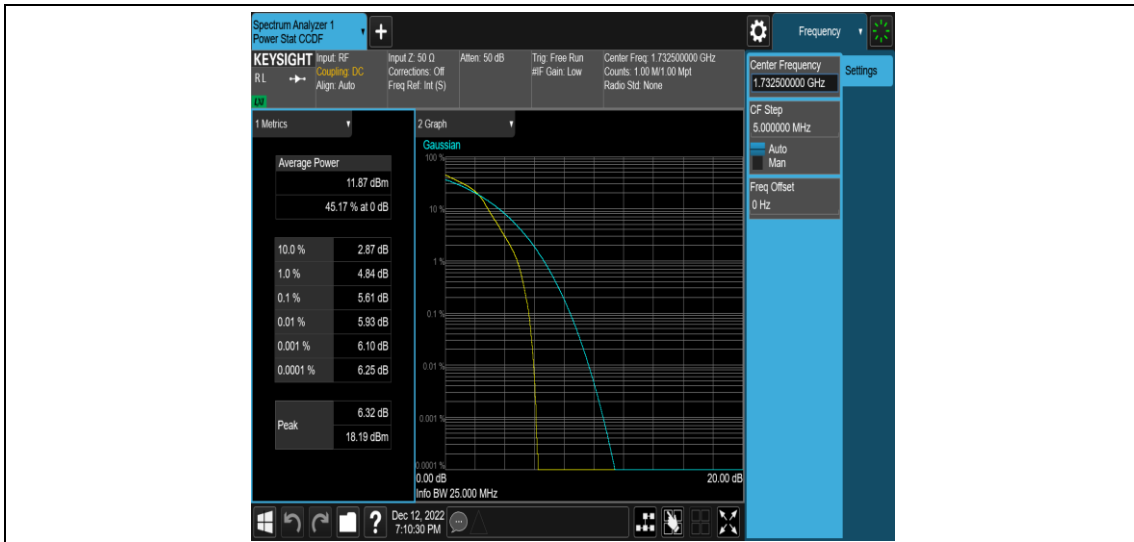 Spectrum Analyzer 1
Power Stat CCDF
Frequency
KEYSIGHT
RL
LXI
Input: RF
Coupling: DC
Align: Auto
Input Z: 50 Ω
Corrections: Off
Freq Ref: Int (S)
Atten: 50 dB
Trig: Free Run
#IF Gain: Low
Center Freq: 1.732500000 GHz
Counts: 1.00 M/1.00 Mpt
Radio Std: None
Center Frequency
1.732500000 GHz
Settings
CF Step
5.000000 MHz
Auto
Man
Freq Offset
0 Hz
1 Metrics
Average Power
11.87 dBm
45.17 % at 0 dB
10.0 % 2.87 dB
1.0 % 4.84 dB
0.1 % 5.61 dB
0.01 % 5.93 dB
0.001 % 6.10 dB
0.0001 % 6.25 dB
Peak
6.32 dB
18.19 dBm
2 Graph
Gaussian
100 %
10 %
1 %
0.1 %
0.01 %
0.001 %
0.0001 %
0.00 dB 20.00 dB
Info BW 25.000 MHz
?
Dec 12, 2022
7:10:30 PM